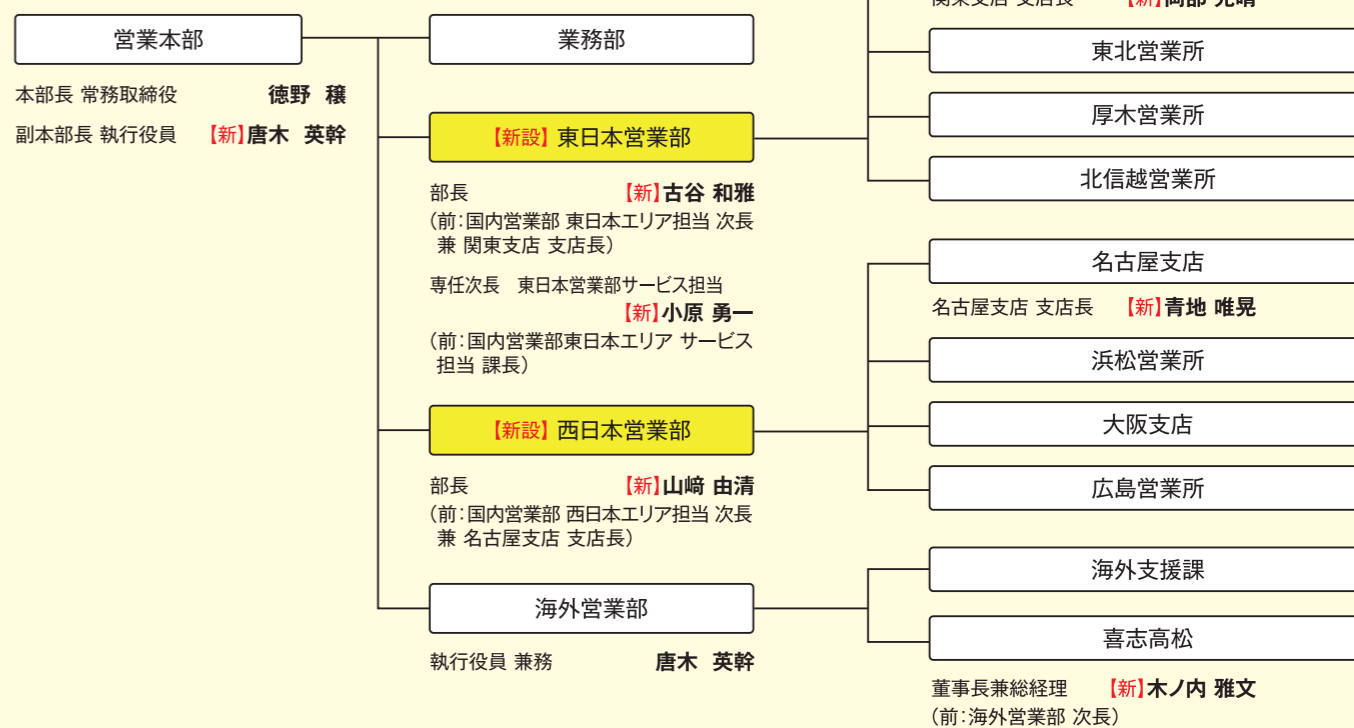 営業本部
本部長 常務取締役 徳野 穣
副本部長 執行役員 【新】唐木 英幹
業務部
【新設】東日本営業部
部長 【新】古谷 和雅
（前：国内営業部 東日本エリア担当 次長
兼 関東支店 支店長）
専任次長 東日本営業部サービス担当
【新】小原 勇一
（前：国内営業部東日本エリア サービス
担当 課長）
【新設】西日本営業部
部長 【新】山﨑 由清
（前：国内営業部 西日本エリア担当 次長
兼 名古屋支店 支店長）
海外営業部
執行役員 兼務 唐木 英幹
関東支店 支店長 【新】
東北営業所
厚木営業所
北信越営業所
名古屋支店
名古屋支店 支店長 【新】青地 唯晃
浜松営業所
大阪支店
広島営業所
海外支援課
喜志高松
董事長兼総経理 【新】木ノ内 雅文
（前：海外営業部 次長）